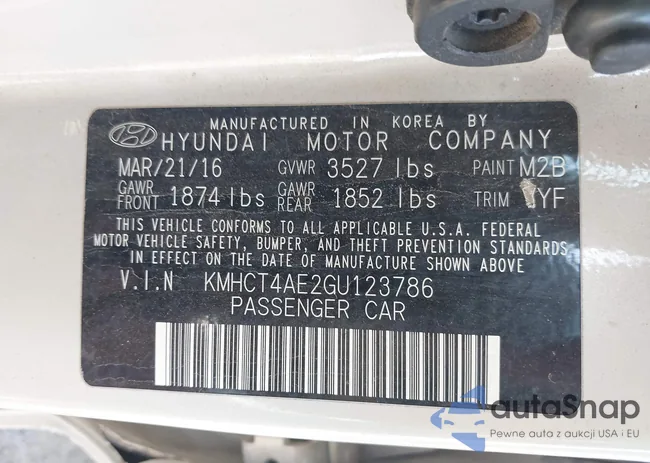 MANUFACTURED IN KOREA BY
HYUNDAI MOTOR COMPANY
MAR/21/16 GVWR 3527 lbs PAINT M2B
GAWR FRONT 1874 lbs GAWR REAR 1852 lbs TRIM YF
THIS VEHICLE CONFORMS TO ALL APPLICABLE U.S.A. FEDERAL
MOTOR VEHICLE SAFETY, BUMPER, AND THEFT PREVENTION STANDARDS
IN EFFECT ON THE DATE OF MANUFACTURE SHOWN ABOVE
V.I.N KMHCT4AE2GU123786
PASSENGER CAR
autaSnap
Pewne auta z aukcji USA i EU